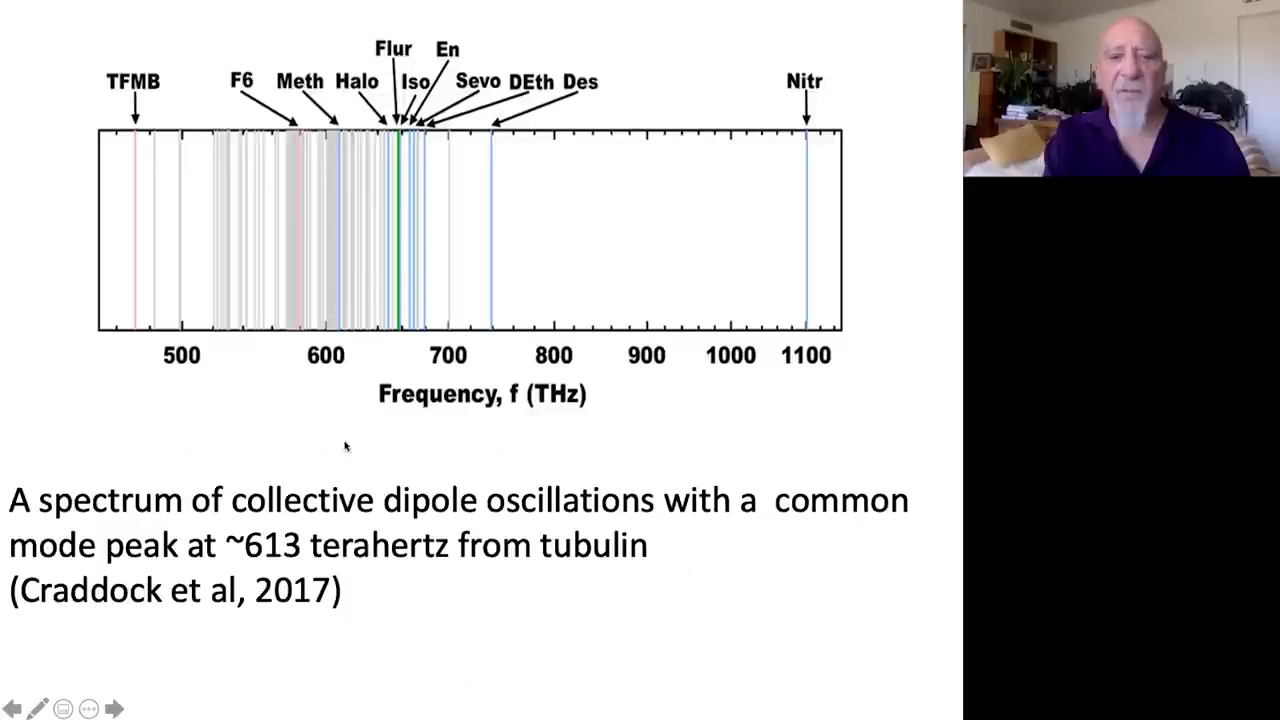 Flur En
TFMB F6 Meth Halo Iso Sevo DEth Des Nitr
500 600 700 800 900 1000 1100
Frequency, f (THz)
A spectrum of collective dipole oscillations with a common
mode peak at ~613 terahertz from tubulin
(Craddock et al, 2017)